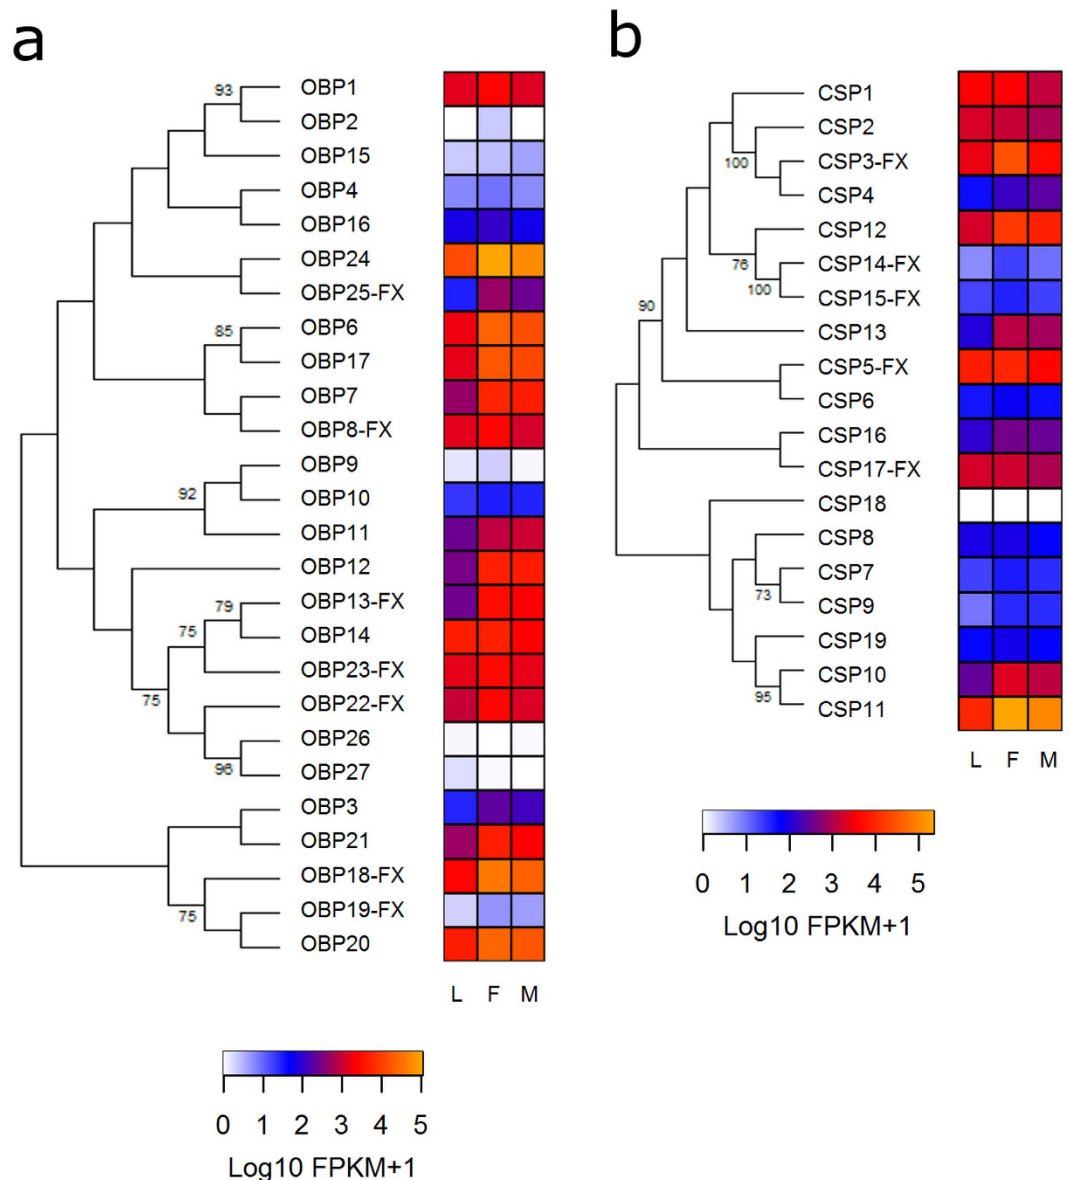 a
93
OBP1
OBP2
OBP15
OBP4
OBP16
OBP24
OBP25-FX
85
OBP6
OBP17
OBP7
OBP8-FX
OBP9
92
OBP10
OBP11
OBP12
79
OBP13-FX
75
OBP14
OBP23-FX
75
OBP22-FX
OBP26
96
OBP27
OBP3
OBP21
OBP18-FX
75
OBP19-FX
OBP20
L F M
0 1 2 3 4 5
Log10 FPKM+1
b
CSP1
CSP2
100
CSP3-FX
CSP4
CSP12
76
CSP14-FX
100
CSP15-FX
90
CSP13
CSP5-FX
CSP6
CSP16
CSP17-FX
CSP18
CSP8
CSP7
73
CSP9
CSP19
CSP10
95
CSP11
L F M
0 1 2 3 4 5
Log10 FPKM+1